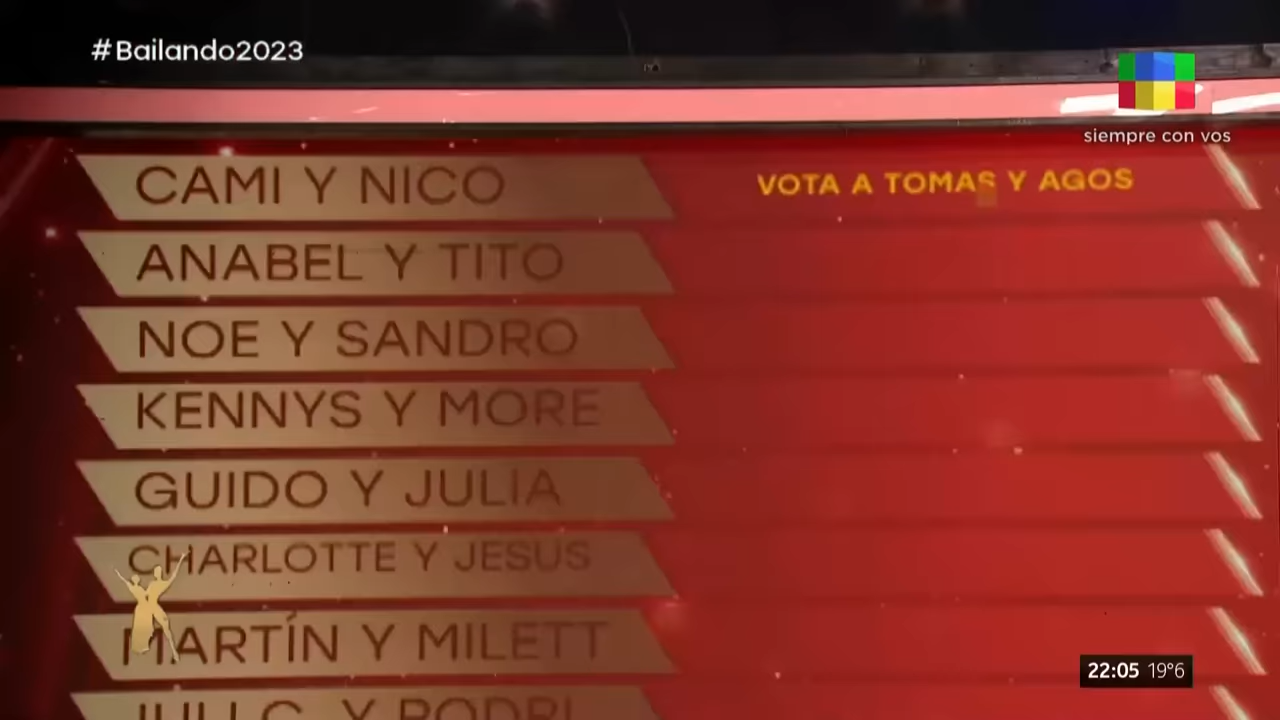 #Bailando2023
siempre con vos
CAMI Y NICO
VOTA A TOMAS Y AGOS
ANABEL Y TITO
NOE Y SANDRO
KENNYS Y MORE
GUIDO Y JULIA
CHARLOTTE Y JESUS
MARTÍN Y MILETT
Y RODRI
22:05 19°6